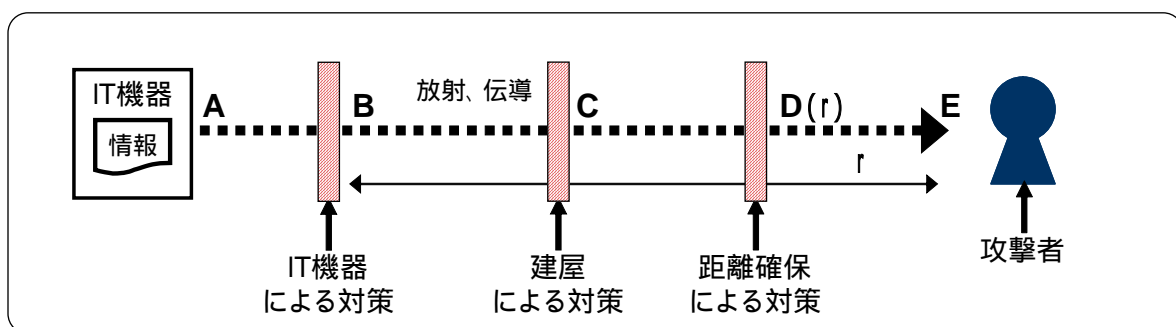 IT機器
情報
A
B
放射、伝導
C
D(r)
E
r
IT機器
による対策
建屋
による対策
距離確保
による対策
攻撃者